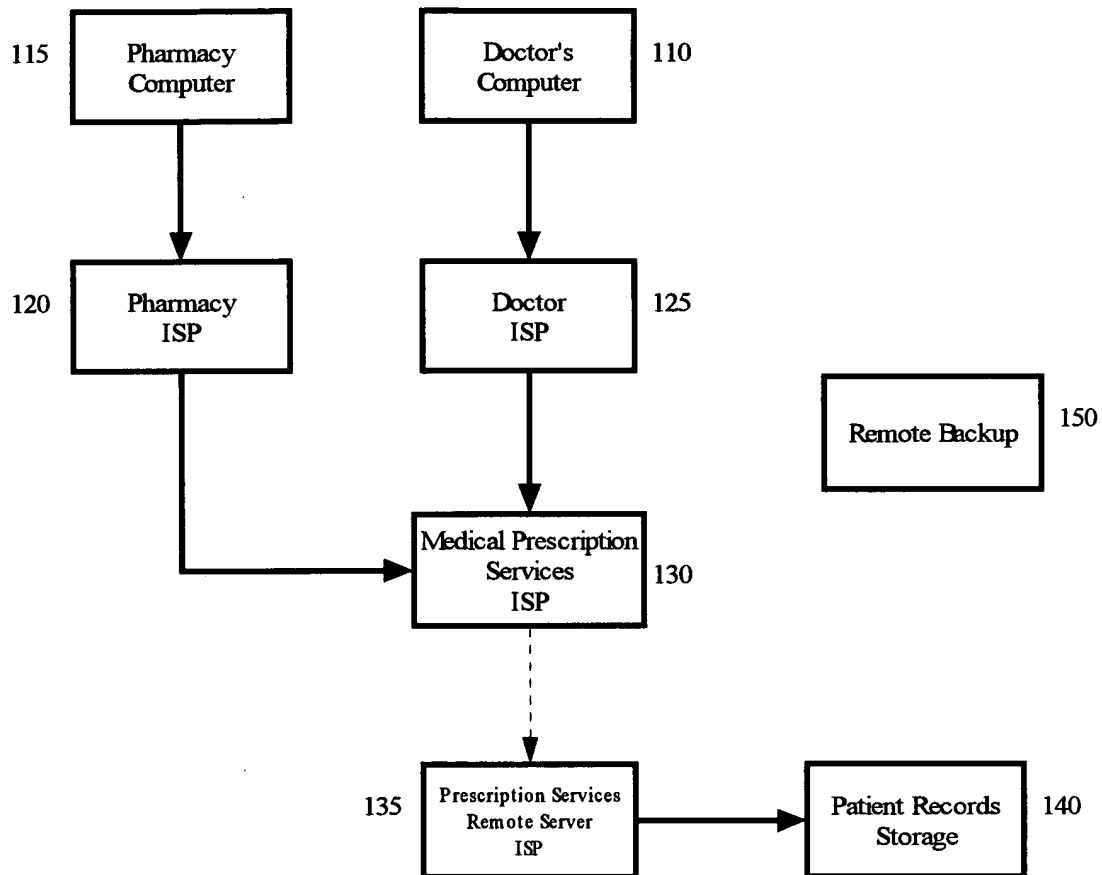 115
Pharmacy
Computer
Doctor's
Computer
110
120
Pharmacy
ISP
Doctor
ISP
125
Remote Backup
150
Medical Prescription
Services
ISP
130
135
Prescription Services
Remote Server
ISP
Patient Records
Storage
140